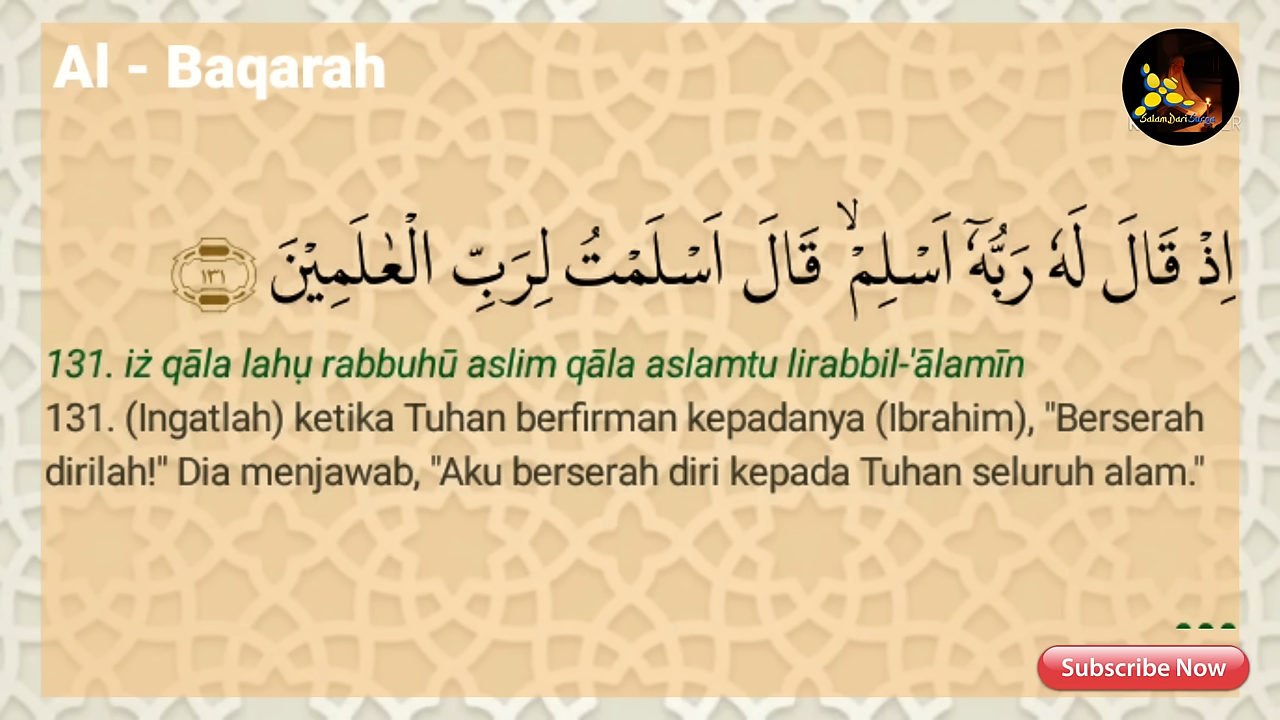 Al - Baqarah
SalamDariSurga
اِذْ قَالَ لَهٗ رَبُّهٗٓ اَسْلِمْۙ قَالَ اَسْلَمْتُ لِرَبِّ الْعٰلَمِيْنَ ١٣١
131. iż qāla lahụ rabbuhū aslim qāla aslamtu lirabbil-'ālamīn
131. (Ingatlah) ketika Tuhan berfirman kepadanya (Ibrahim), "Berserah
dirilah!" Dia menjawab, "Aku berserah diri kepada Tuhan seluruh alam."
Subscribe Now